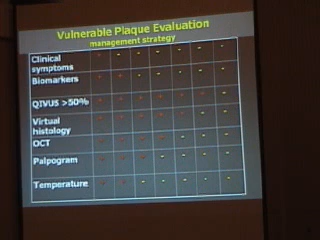 Vulnerable Plaque Evaluation
management strategy
Clinical
symptoms
Biomarkers
QIVUS >50%
Virtual
histology
OCT
Palpogram
Temperature